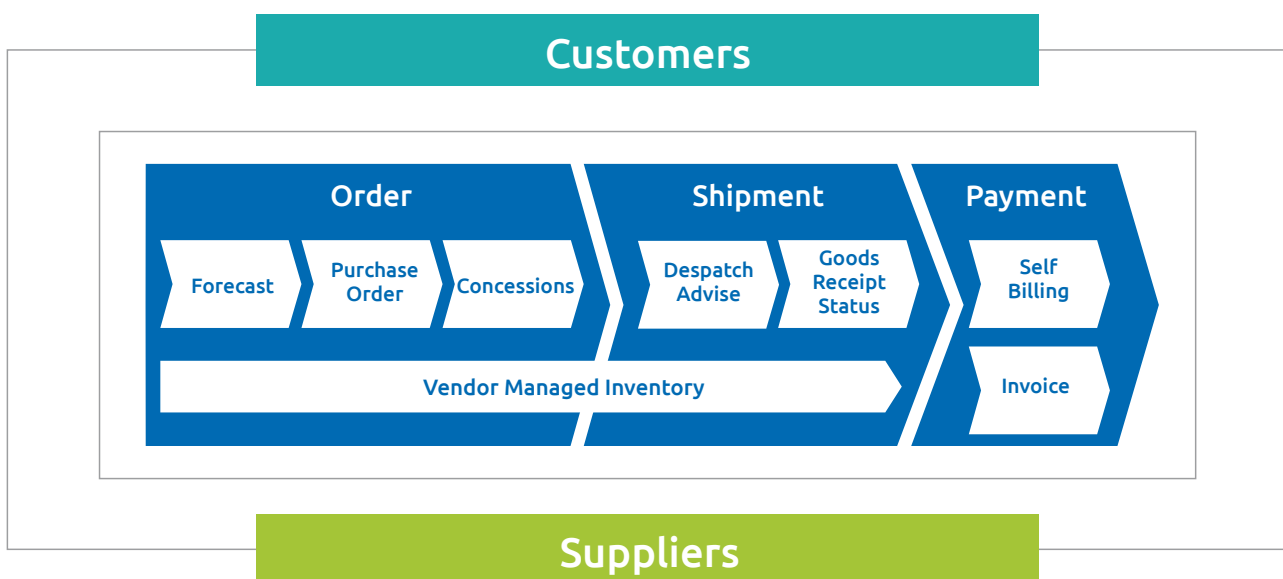 Customers
Order
Shipment
Payment
Forecast
Purchase
Order
Concessions
Despatch
Advise
Goods
Receipt
Status
Self
Billing
Vendor Managed Inventory
Invoice
Suppliers